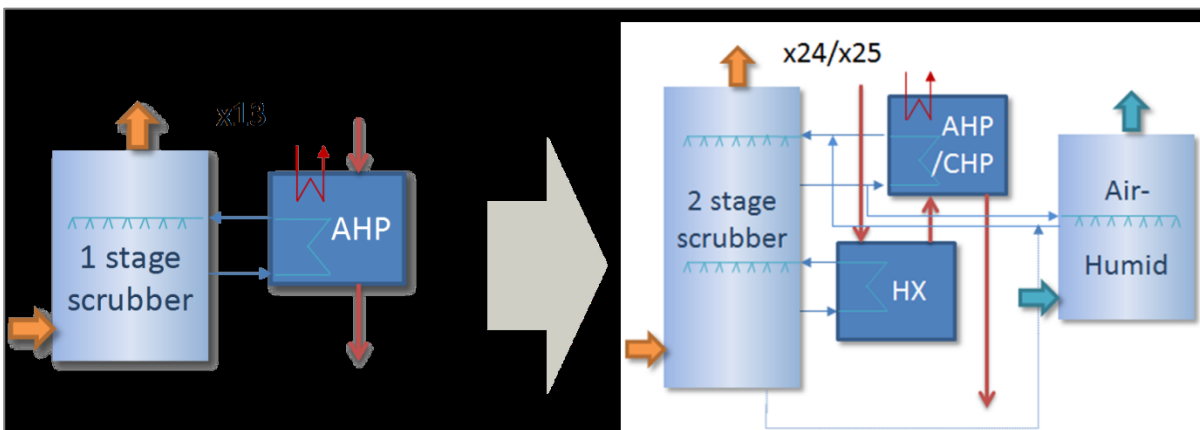 x13
AHP
1 stage
scrubber
x24/x25
AHP
/CHP
2 stage
scrubber
HX
Air-
Humid